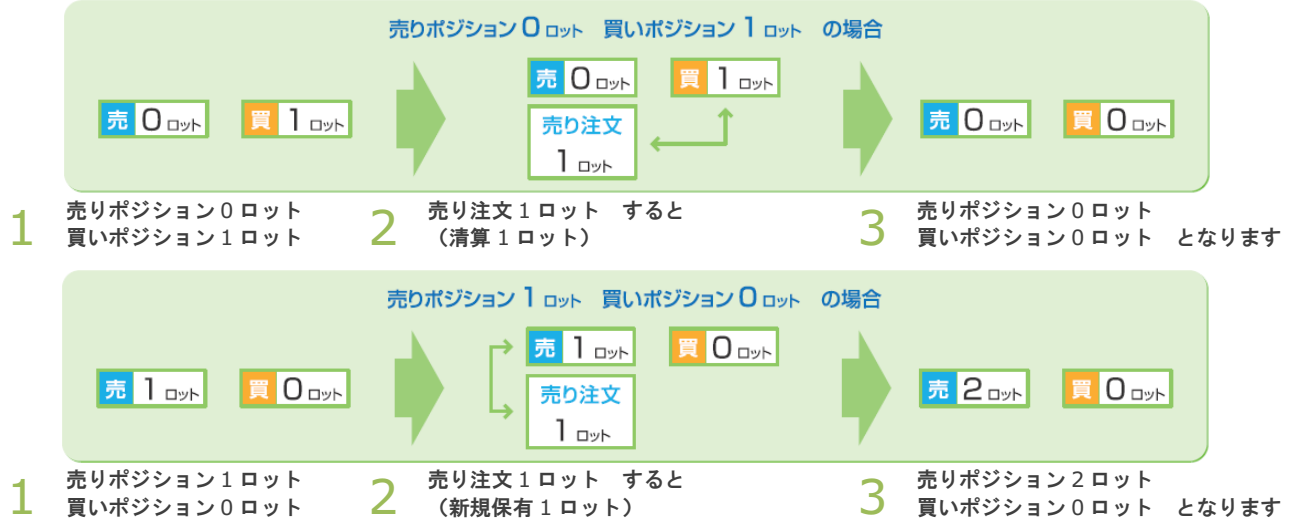 売りポジション 0 ロット　買いポジション 1 ロット　の場合
売 0 ロット
買 1 ロット
売 0 ロット
買 1 ロット
売り注文
1 ロット
売 0 ロット
買 0 ロット
1
売りポジション０ロット
買いポジション１ロット
2
売り注文１ロット　すると
（清算１ロット）
3
売りポジション０ロット
買いポジション０ロット　となります
売りポジション 1 ロット　買いポジション 0 ロット　の場合
売 1 ロット
買 0 ロット
売 1 ロット
買 0 ロット
売り注文
1 ロット
売 2 ロット
買 0 ロット
1
売りポジション１ロット
買いポジション０ロット
2
売り注文１ロット　すると
（新規保有１ロット）
3
売りポジション２ロット
買いポジション０ロット　となります